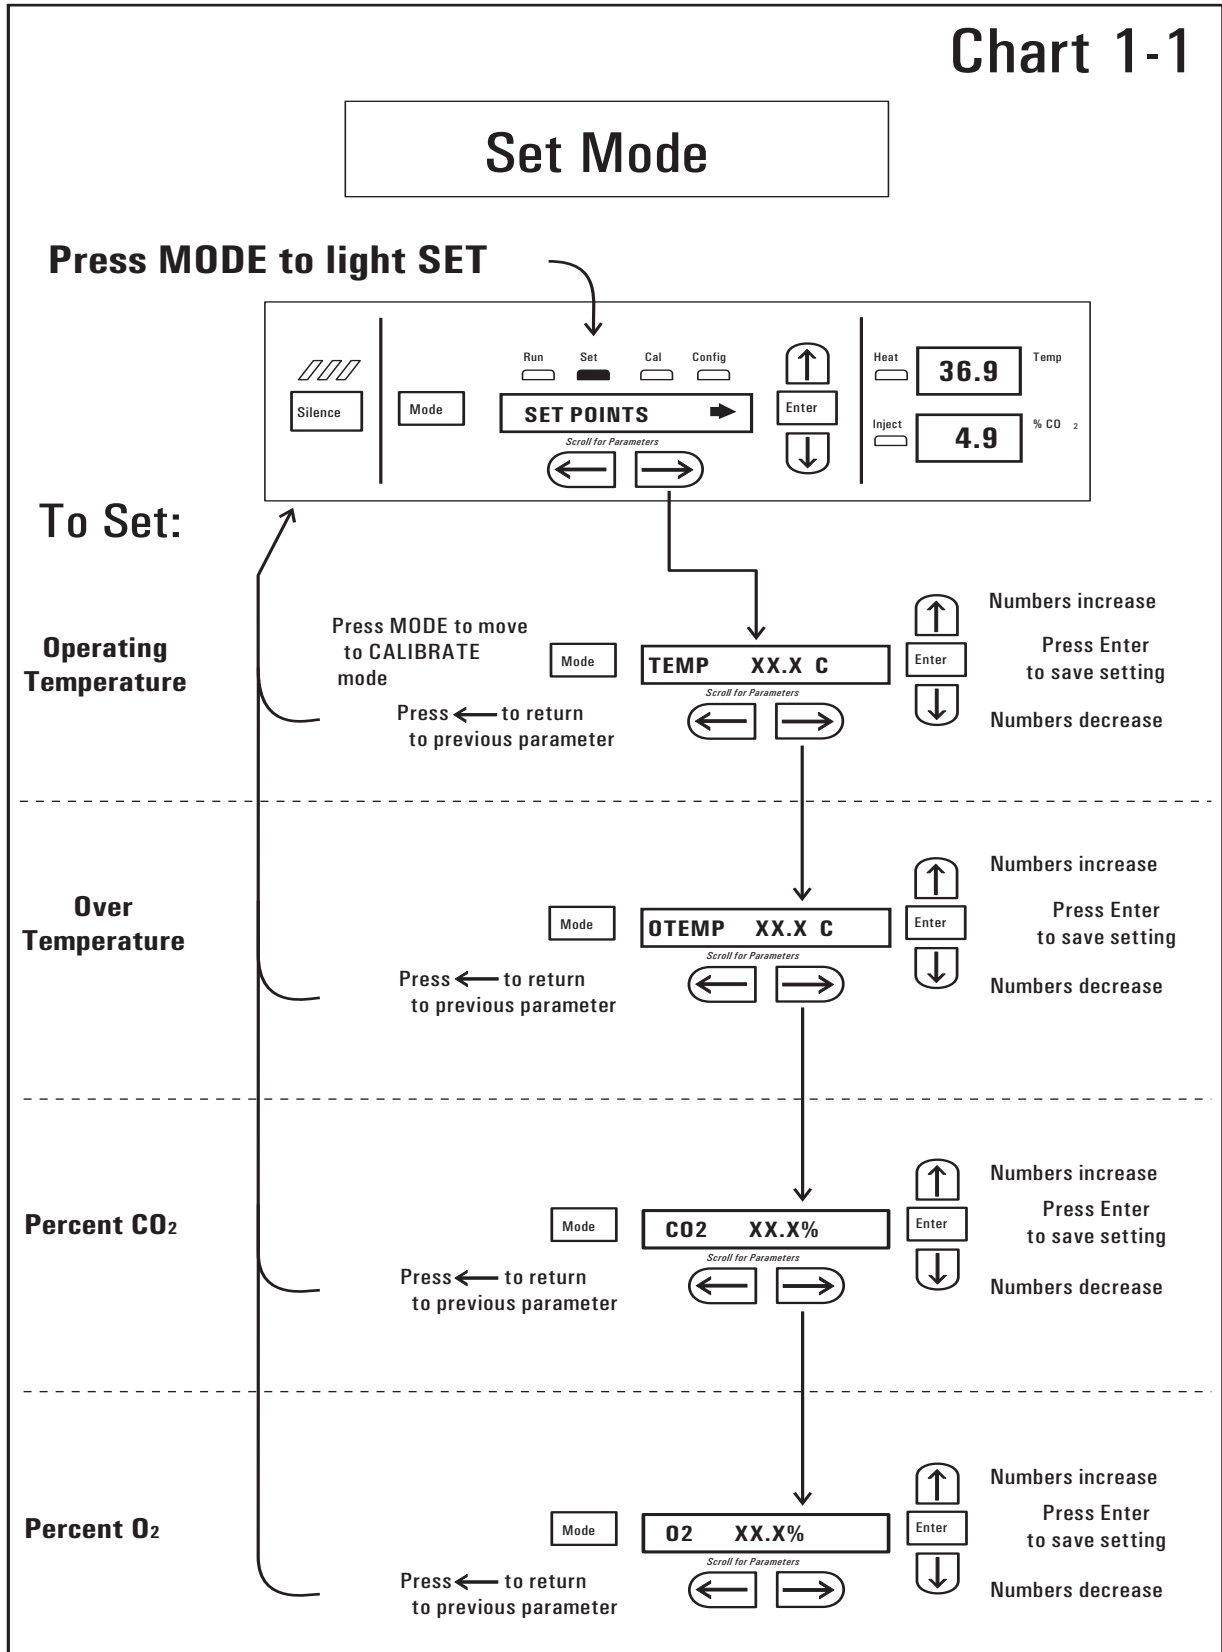 Chart 1-1
Set Mode
Press MODE to light SET
Run Set Cal Config
Silence
Mode
SET POINTS
Scroll for Parameters
Enter
Heat 36.9 Temp
Inject 4.9 % CO 2
To Set:
Operating
Temperature
Press MODE to move
to CALIBRATE
mode
Press to return
to previous parameter
Mode
TEMP XX.X C
Scroll for Parameters
Enter
Numbers increase
Press Enter
to save setting
Numbers decrease
Over
Temperature
Press to return
to previous parameter
Mode
OTEMP XX.X C
Scroll for Parameters
Enter
Numbers increase
Press Enter
to save setting
Numbers decrease
Percent CO2
Press to return
to previous parameter
Mode
CO2 XX.X%
Scroll for Parameters
Enter
Numbers increase
Press Enter
to save setting
Numbers decrease
Percent O2
Press to return
to previous parameter
Mode
O2 XX.X%
Scroll for Parameters
Enter
Numbers increase
Press Enter
to save setting
Numbers decrease